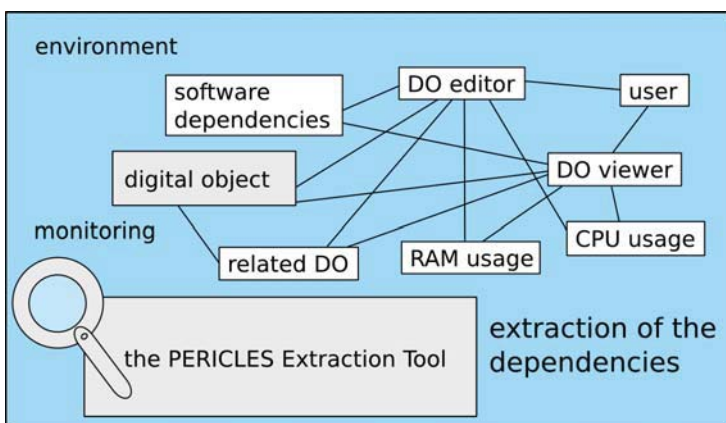 environment
software
dependencies
DO editor
user
digital object
DO viewer
monitoring
related DO
RAM usage
CPU usage
the PERICLES Extraction Tool
extraction of the
dependencies